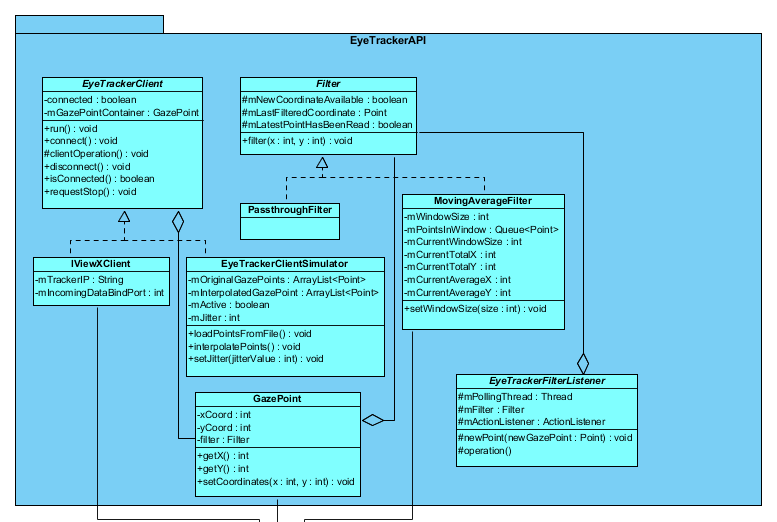 EyeTrackerAPI
EyeTrackerClient
-connected : boolean
-mGazePointContainer : GazePoint
+run() : void
+connect() : void
#clientOperation() : void
+disconnect() : void
+isConnected() : boolean
+requestStop() : void
Filter
#mNewCoordinateAvailable : boolean
#mLastFilteredCoordinate : Point
#mLatestPointHasBeenRead : boolean
+filter(x : int, y : int) : void
PassthroughFilter
MovingAverageFilter
-mWindowSize : int
-mPointsInWindow : Queue<Point>
-mCurrentWindowSize : int
-mCurrentTotalX : int
-mCurrentTotalY : int
-mCurrentAverageX : int
-mCurrentAverageY : int
+setWindowSize(size : int) : void
IViewXClient
-mTrackerIP : String
-mIncomingDataBindPort : int
EyeTrackerClientSimulator
-mOriginalGazePoints : ArrayList<Point>
-mInterpolatedGazePoint : ArrayList<Point>
-mActive : boolean
-mJitter : int
+loadPointsFromFile() : void
+interpolatePoints() : void
+setJitter(jitterValue : int) : void
GazePoint
-xCoord : int
-yCoord : int
-filter : Filter
+getX() : int
+getY() : int
+setCoordinates(x : int, y : int) : void
EyeTrackerFilterListener
#mPollingThread : Thread
#mFilter : Filter
#mActionListener : ActionListener
#newPoint(newGazePoint : Point) : void
#operation()